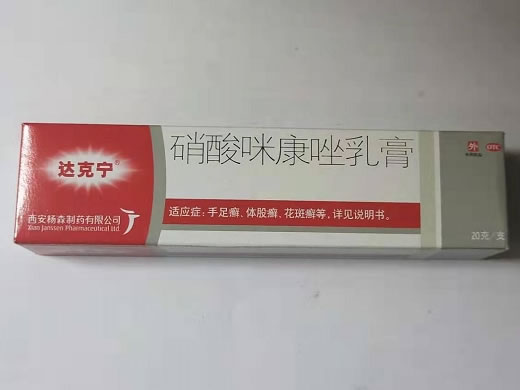 达克宁®
硝酸咪康唑乳膏
适应症：手足癣、体股癣、花斑癣等，详见说明书。
西安杨森制药有限公司
Xian Janssen Pharmaceutical Ltd.
外
OTC
20克/支